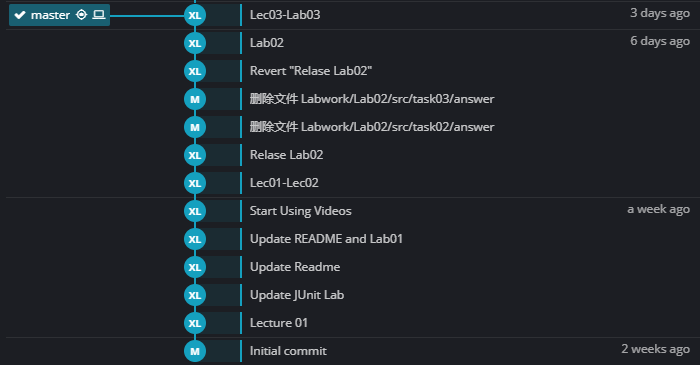 master XL Lec03-Lab03 3 days ago
XL Lab02 6 days ago
XL Revert "Relase Lab02"
M 删除文件 Labwork/Lab02/src/task03/answer
M 删除文件 Labwork/Lab02/src/task02/answer
XL Relase Lab02
XL Lec01-Lec02
XL Start Using Videos a week ago
XL Update README and Lab01
XL Update Readme
XL Update JUnit Lab
XL Lecture 01
M Initial commit 2 weeks ago